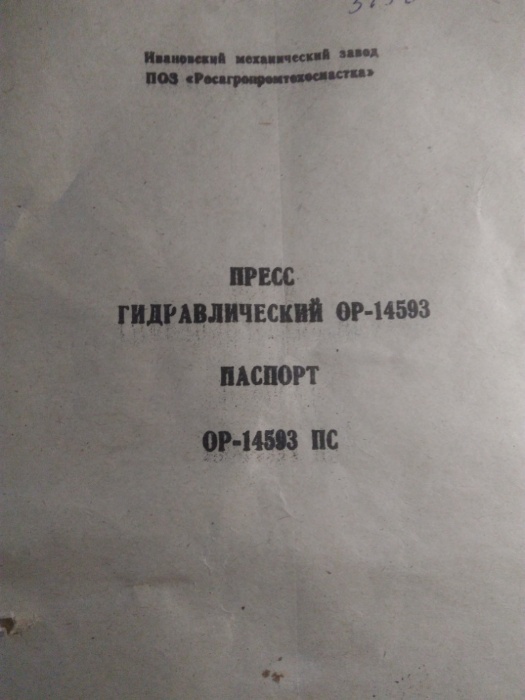 Ивановский механический завод
ПОЗ «Росагропромтехоснастка»
ПРЕСС
ГИДРАВЛИЧЕСКИЙ ОР-14593
ПАСПОРТ
ОР-14593 ПС